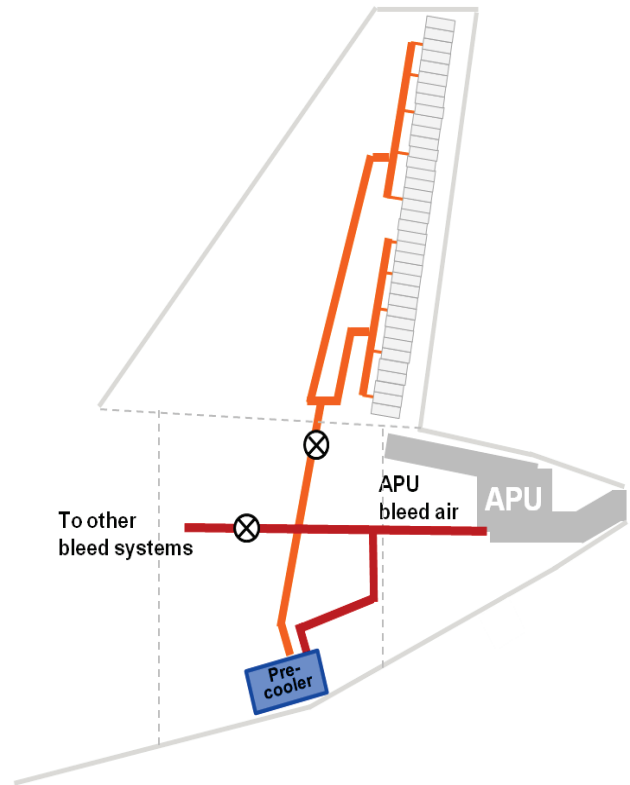 APU
bleed air
APU
To other
bleed systems
Pre-
cooler